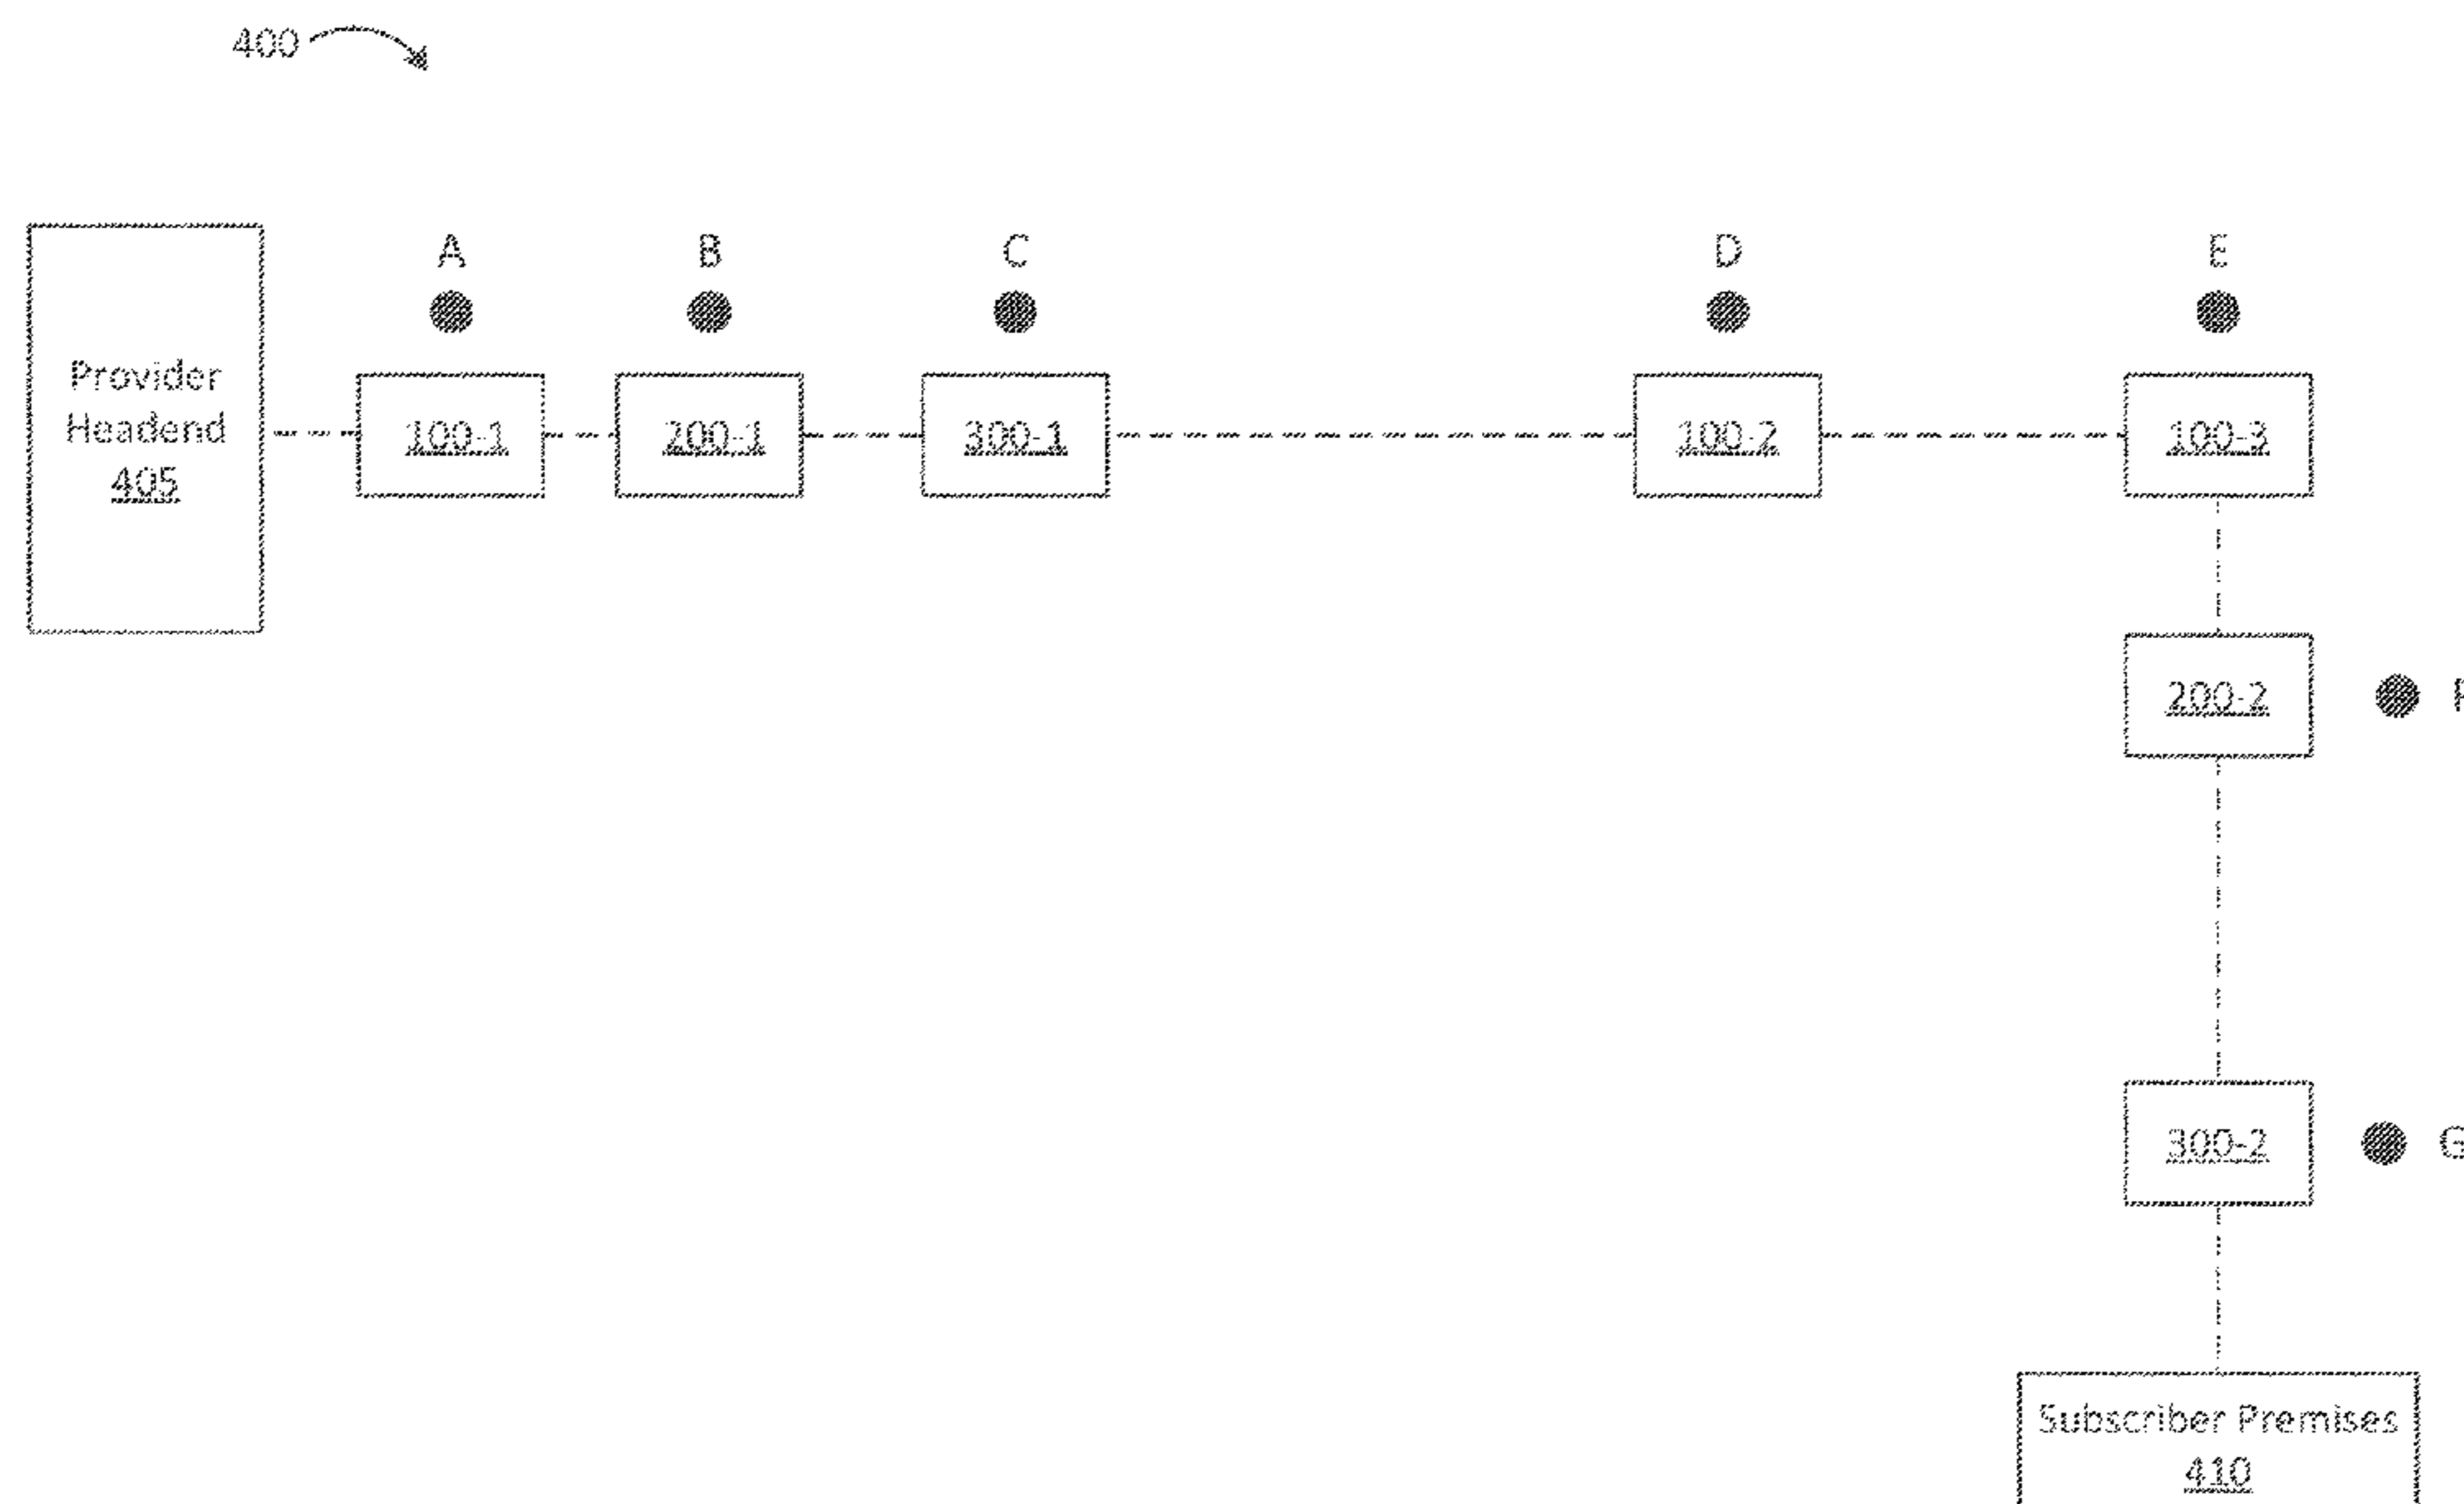 400
A
B
C
D
E
Provider
Headend
405
100-1
200-1
300-1
100-2
100-3
200-2
300-2
G
Subscriber Premises
410